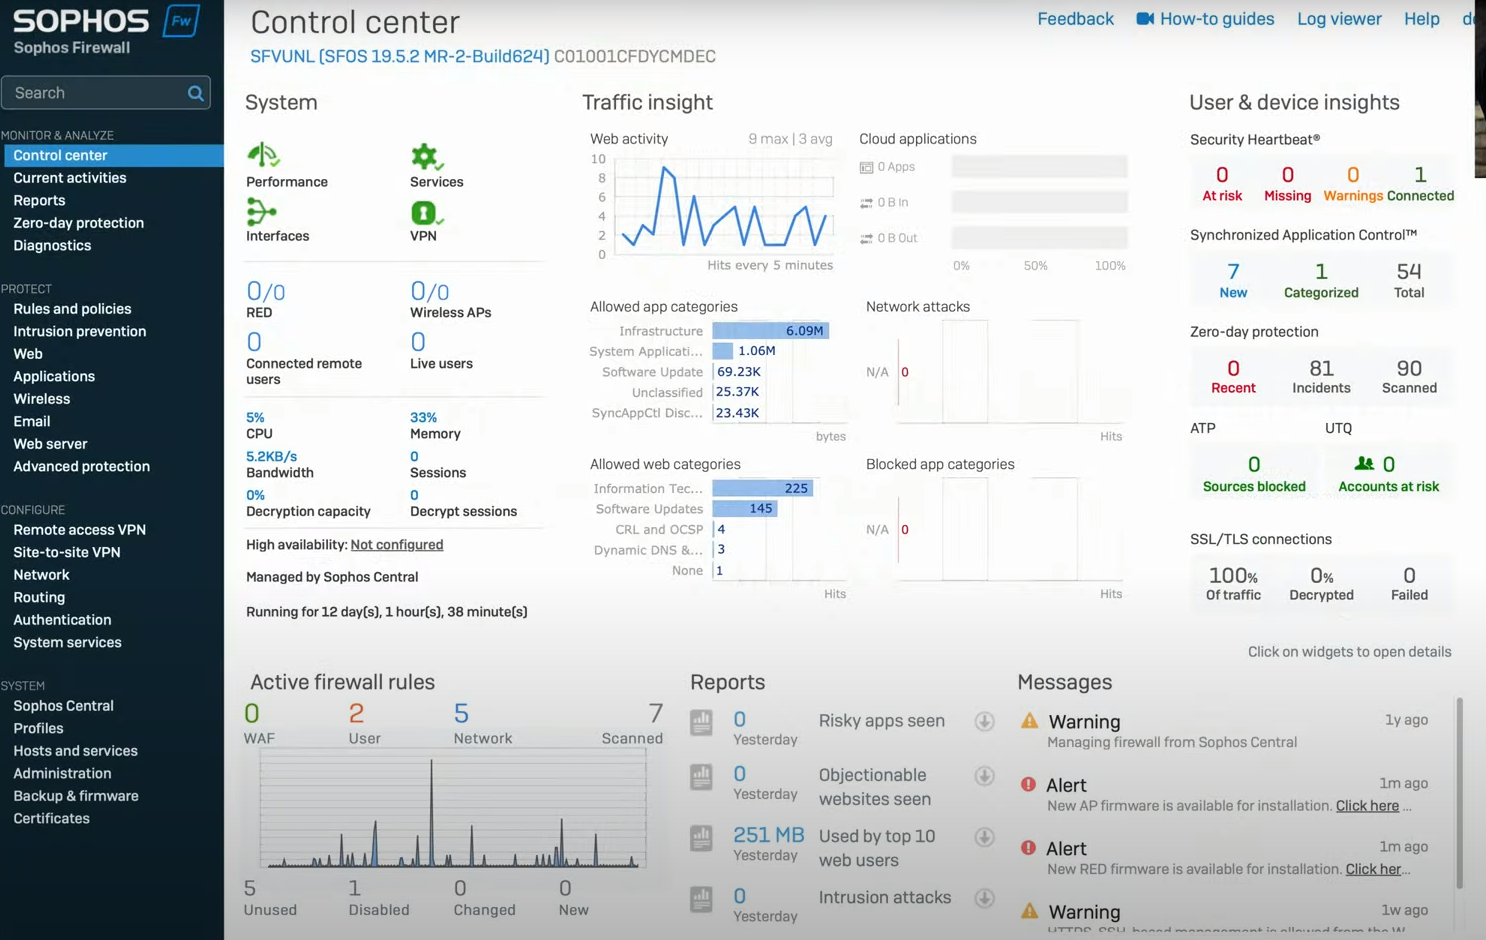 SOPHOS Fw
Sophos Firewall
Search
MONITOR & ANALYZE
Control center
Current activities
Reports
Zero-day protection
Diagnostics
PROTECT
Rules and policies
Intrusion prevention
Web
Applications
Wireless
Email
Web server
Advanced protection
CONFIGURE
Remote access VPN
Site-to-site VPN
Network
Routing
Authentication
System services
SYSTEM
Sophos Central
Profiles
Hosts and services
Administration
Backup & firmware
Certificates
Control center
Feedback How-to guides Log viewer Help
SFVUNL (SFOS 19.5.2 MR-2-Build624) C01001CFDYCMDEC
System
Performance Services
Interfaces VPN
0/0 0/0
RED Wireless APs
0 0
Connected remote users Live users
5% 33%
CPU Memory
5.2KB/s 0
Bandwidth Sessions
0% 0
Decryption capacity Decrypt sessions
High availability: Not configured
Managed by Sophos Central
Running for 12 day(s), 1 hour(s), 38 minute(s)
Traffic insight
Web activity 9 max | 3 avg
10
8
6
4
2
0
Hits every 5 minutes
Cloud applications
0 Apps
0 B In
0 B Out
0% 50% 100%
Allowed app categories
Infrastructure 6.09M
System Applicati... 1.06M
Software Update 69.23K
Unclassified 25.37K
SyncAppCtl Disc... 23.43K
bytes
Network attacks
N/A 0
Hits
Allowed web categories
Information Tec... 225
Software Updates 145
CRL and OCSP 4
Dynamic DNS &... 3
None 1
Hits
Blocked app categories
N/A 0
Hits
User & device insights
Security Heartbeat®
0 0 0 1
At risk Missing Warnings Connected
Synchronized Application Control™
7 1 54
New Categorized Total
Zero-day protection
0 81 90
Recent Incidents Scanned
ATP UTQ
0 0
Sources blocked Accounts at risk
SSL/TLS connections
100% 0% 0
Of traffic Decrypted Failed
Click on widgets to open details
Active firewall rules
0 2 5 7
WAF User Network Scanned
5 1 0 0
Unused Disabled Changed New
Reports
0 Risky apps seen
Yesterday
0 Objectionable
Yesterday websites seen
251 MB Used by top 10
Yesterday web users
0 Intrusion attacks
Yesterday
Messages
Warning 1y ago
Managing firewall from Sophos Central
Alert 1m ago
New AP firmware is available for installation. Click here ...
Alert 1m ago
New RED firmware is available for installation. Click her...
Warning 1w ago
HTTPS, SSH-based management is allowed from the W...